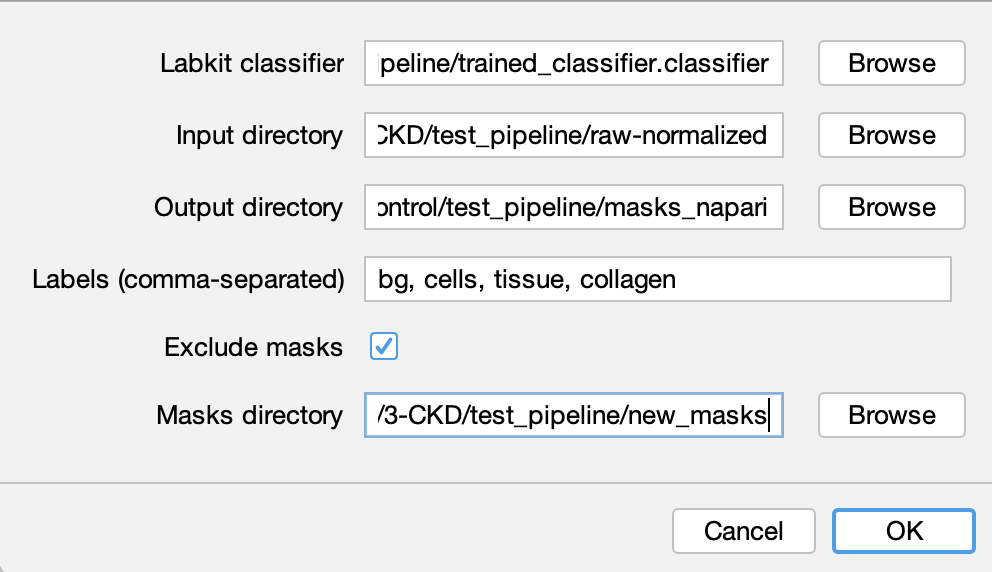 Labkit classifier peline/trained_classifier.classifier Browse
Input directory CKD/test_pipeline/raw-normalized Browse
Output directory ontrol/test_pipeline/masks_napari Browse
Labels (comma-separated) bg, cells, tissue, collagen
Exclude masks
Masks directory /3-CKD/test_pipeline/new_masks Browse
Cancel OK